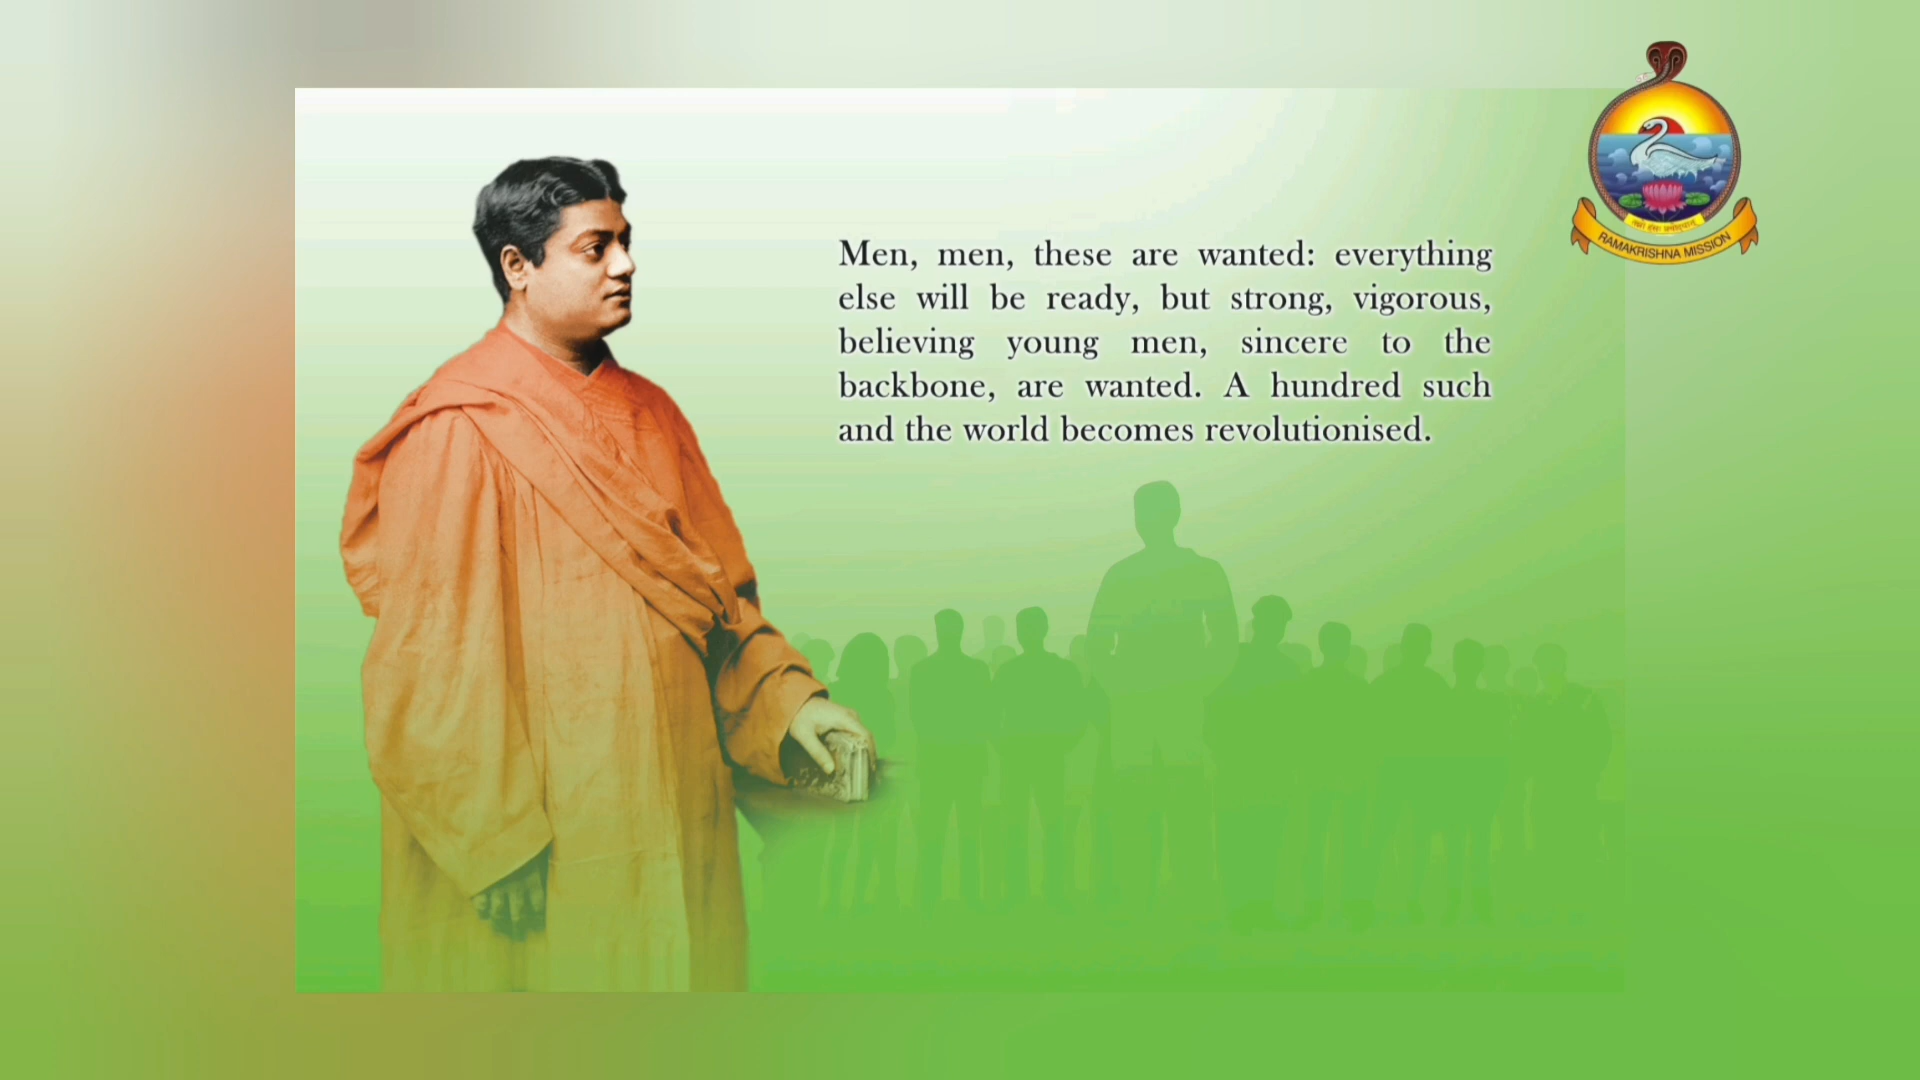 Men, men, these are wanted: everything
else will be ready, but strong, vigorous,
believing young men, sincere to the
backbone, are wanted. A hundred such
and the world becomes revolutionised.
RAMAKRISHNA MISSION